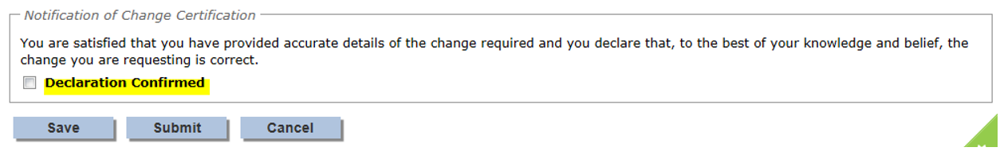 Notification of Change Certification
You are satisfied that you have provided accurate details of the change required and you declare that, to the best of your knowledge and belief, the
change you are requesting is correct.
Declaration Confirmed
Save Submit Cancel